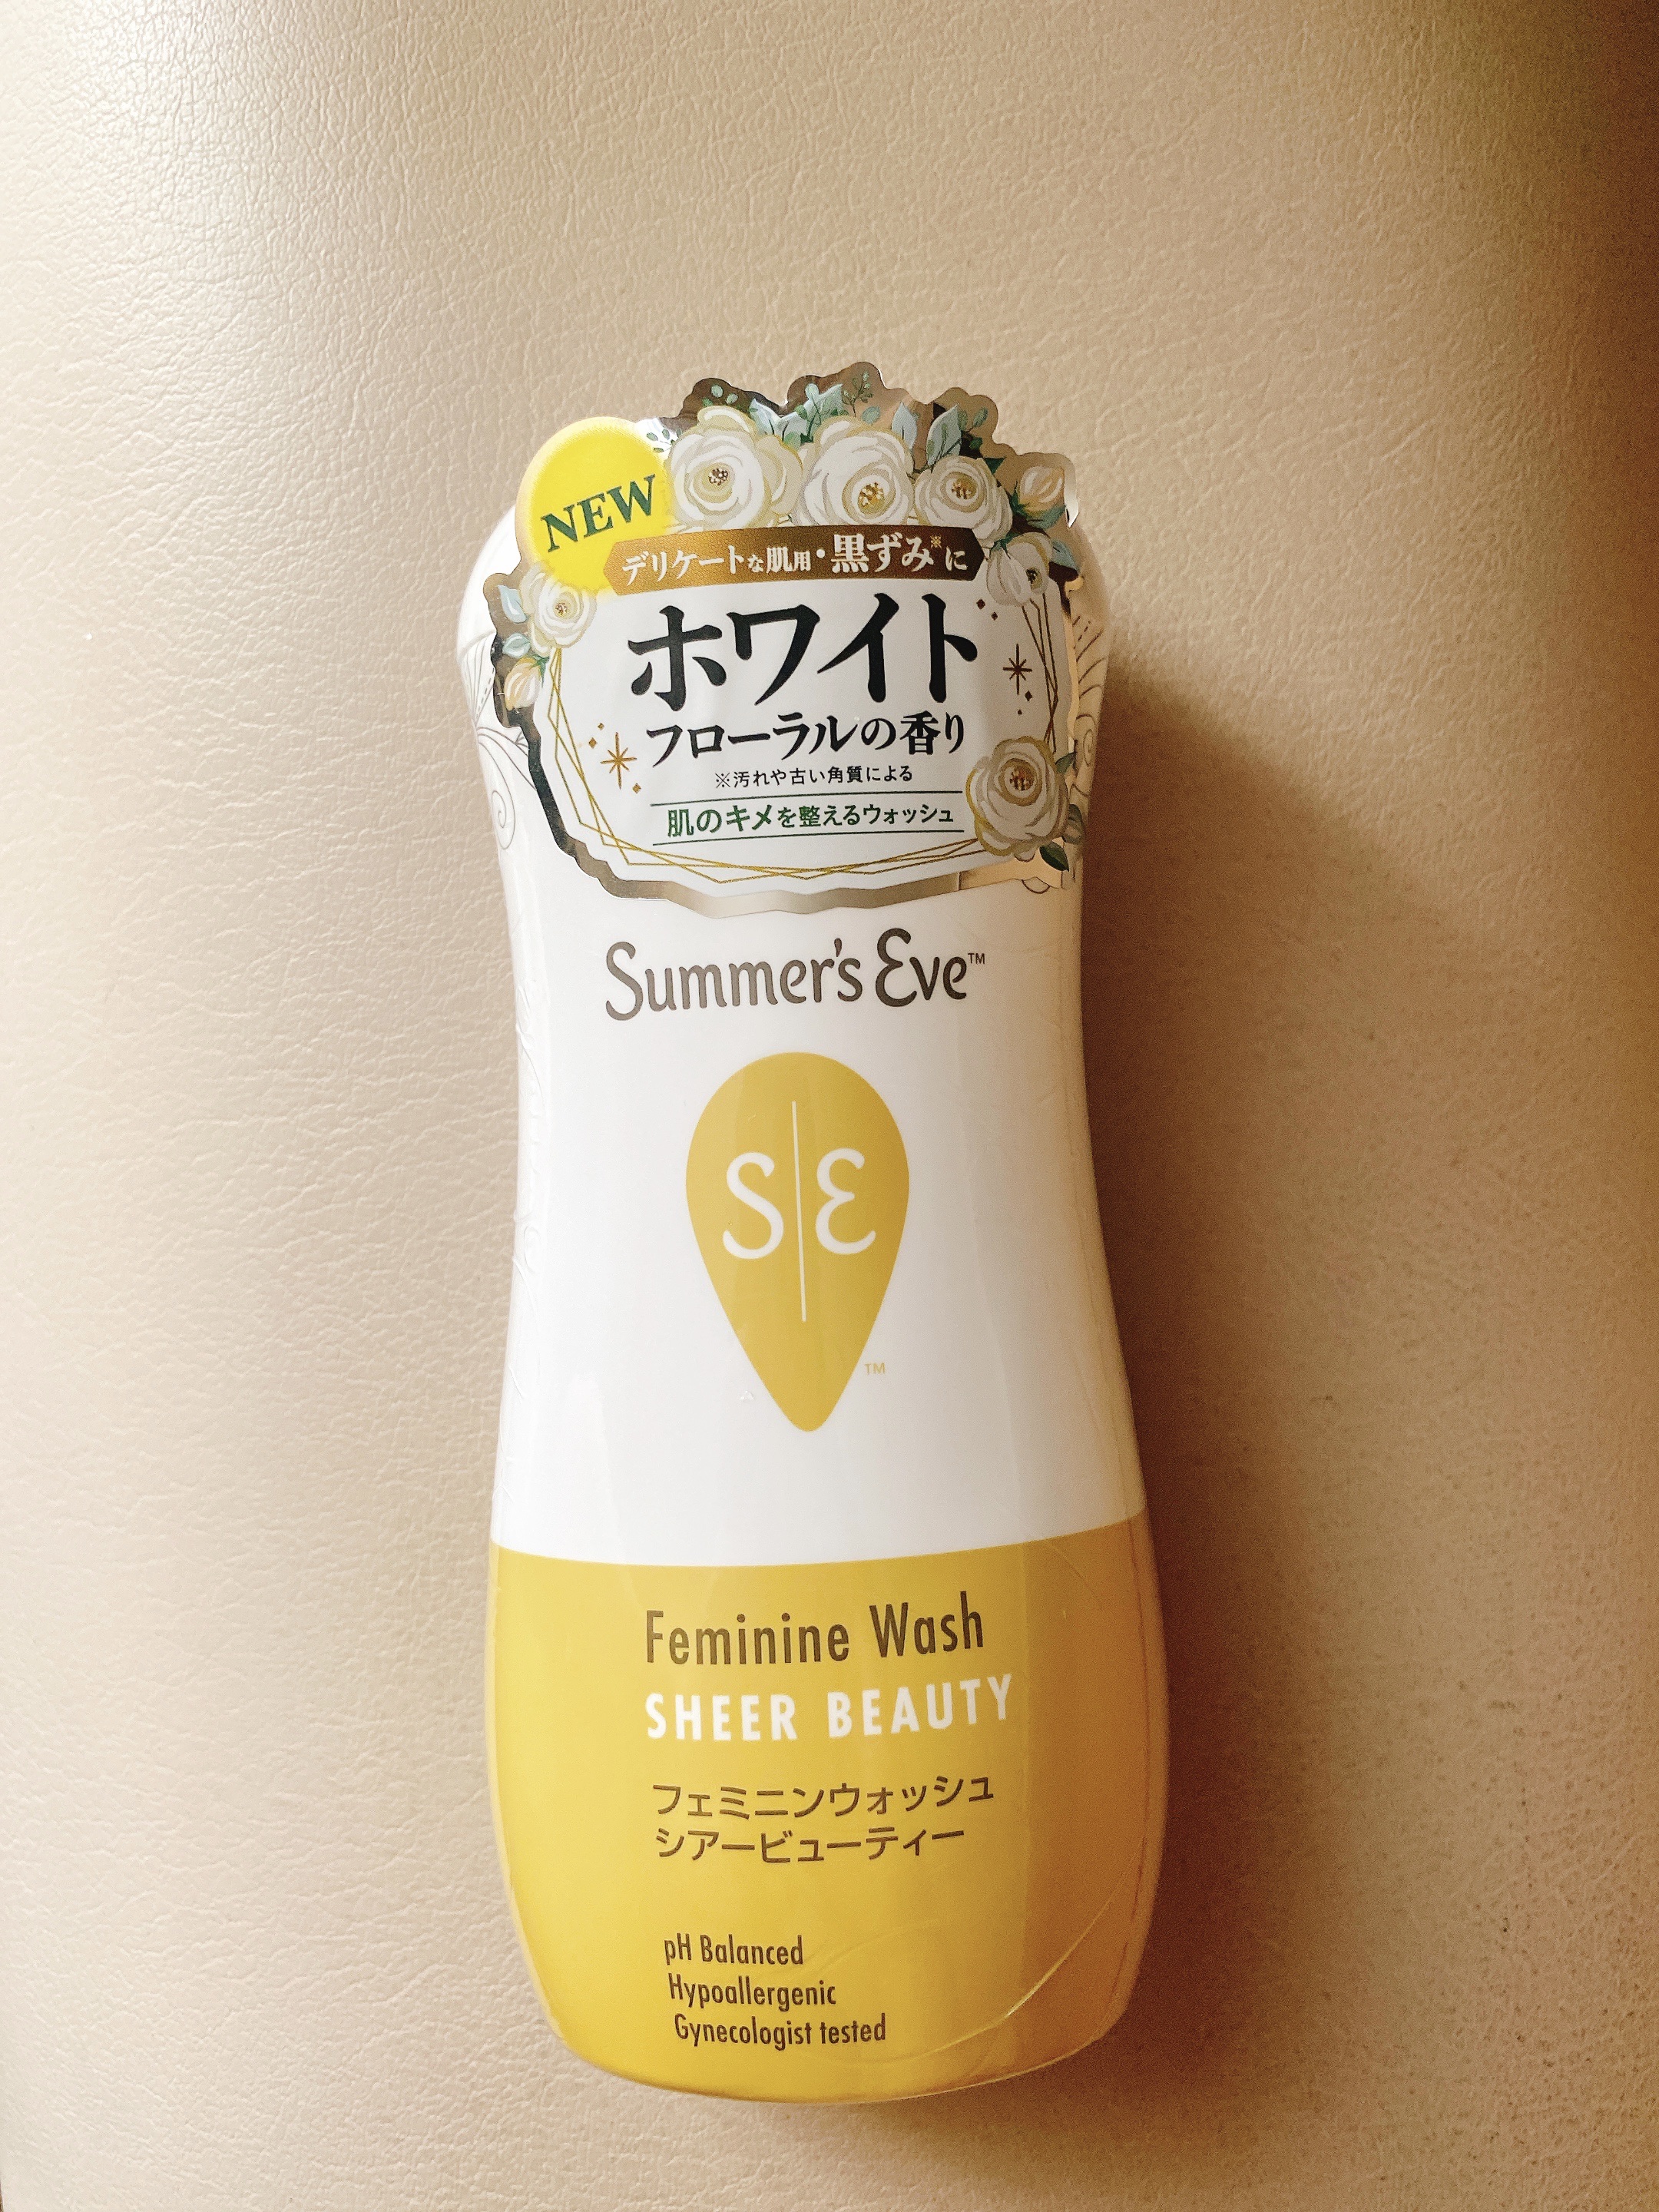 NEW
デリケートな肌用・黒ずみ※に
ホワイト
フローラルの香り
※汚れや古い角質による
肌のキメを整えるウォッシュ
Summer's Eve™
S|E
™
Feminine Wash
SHEER BEAUTY
フェミニンウォッシュ
シアービューティー
pH Balanced
Hypoallergenic
Gynecologist tested